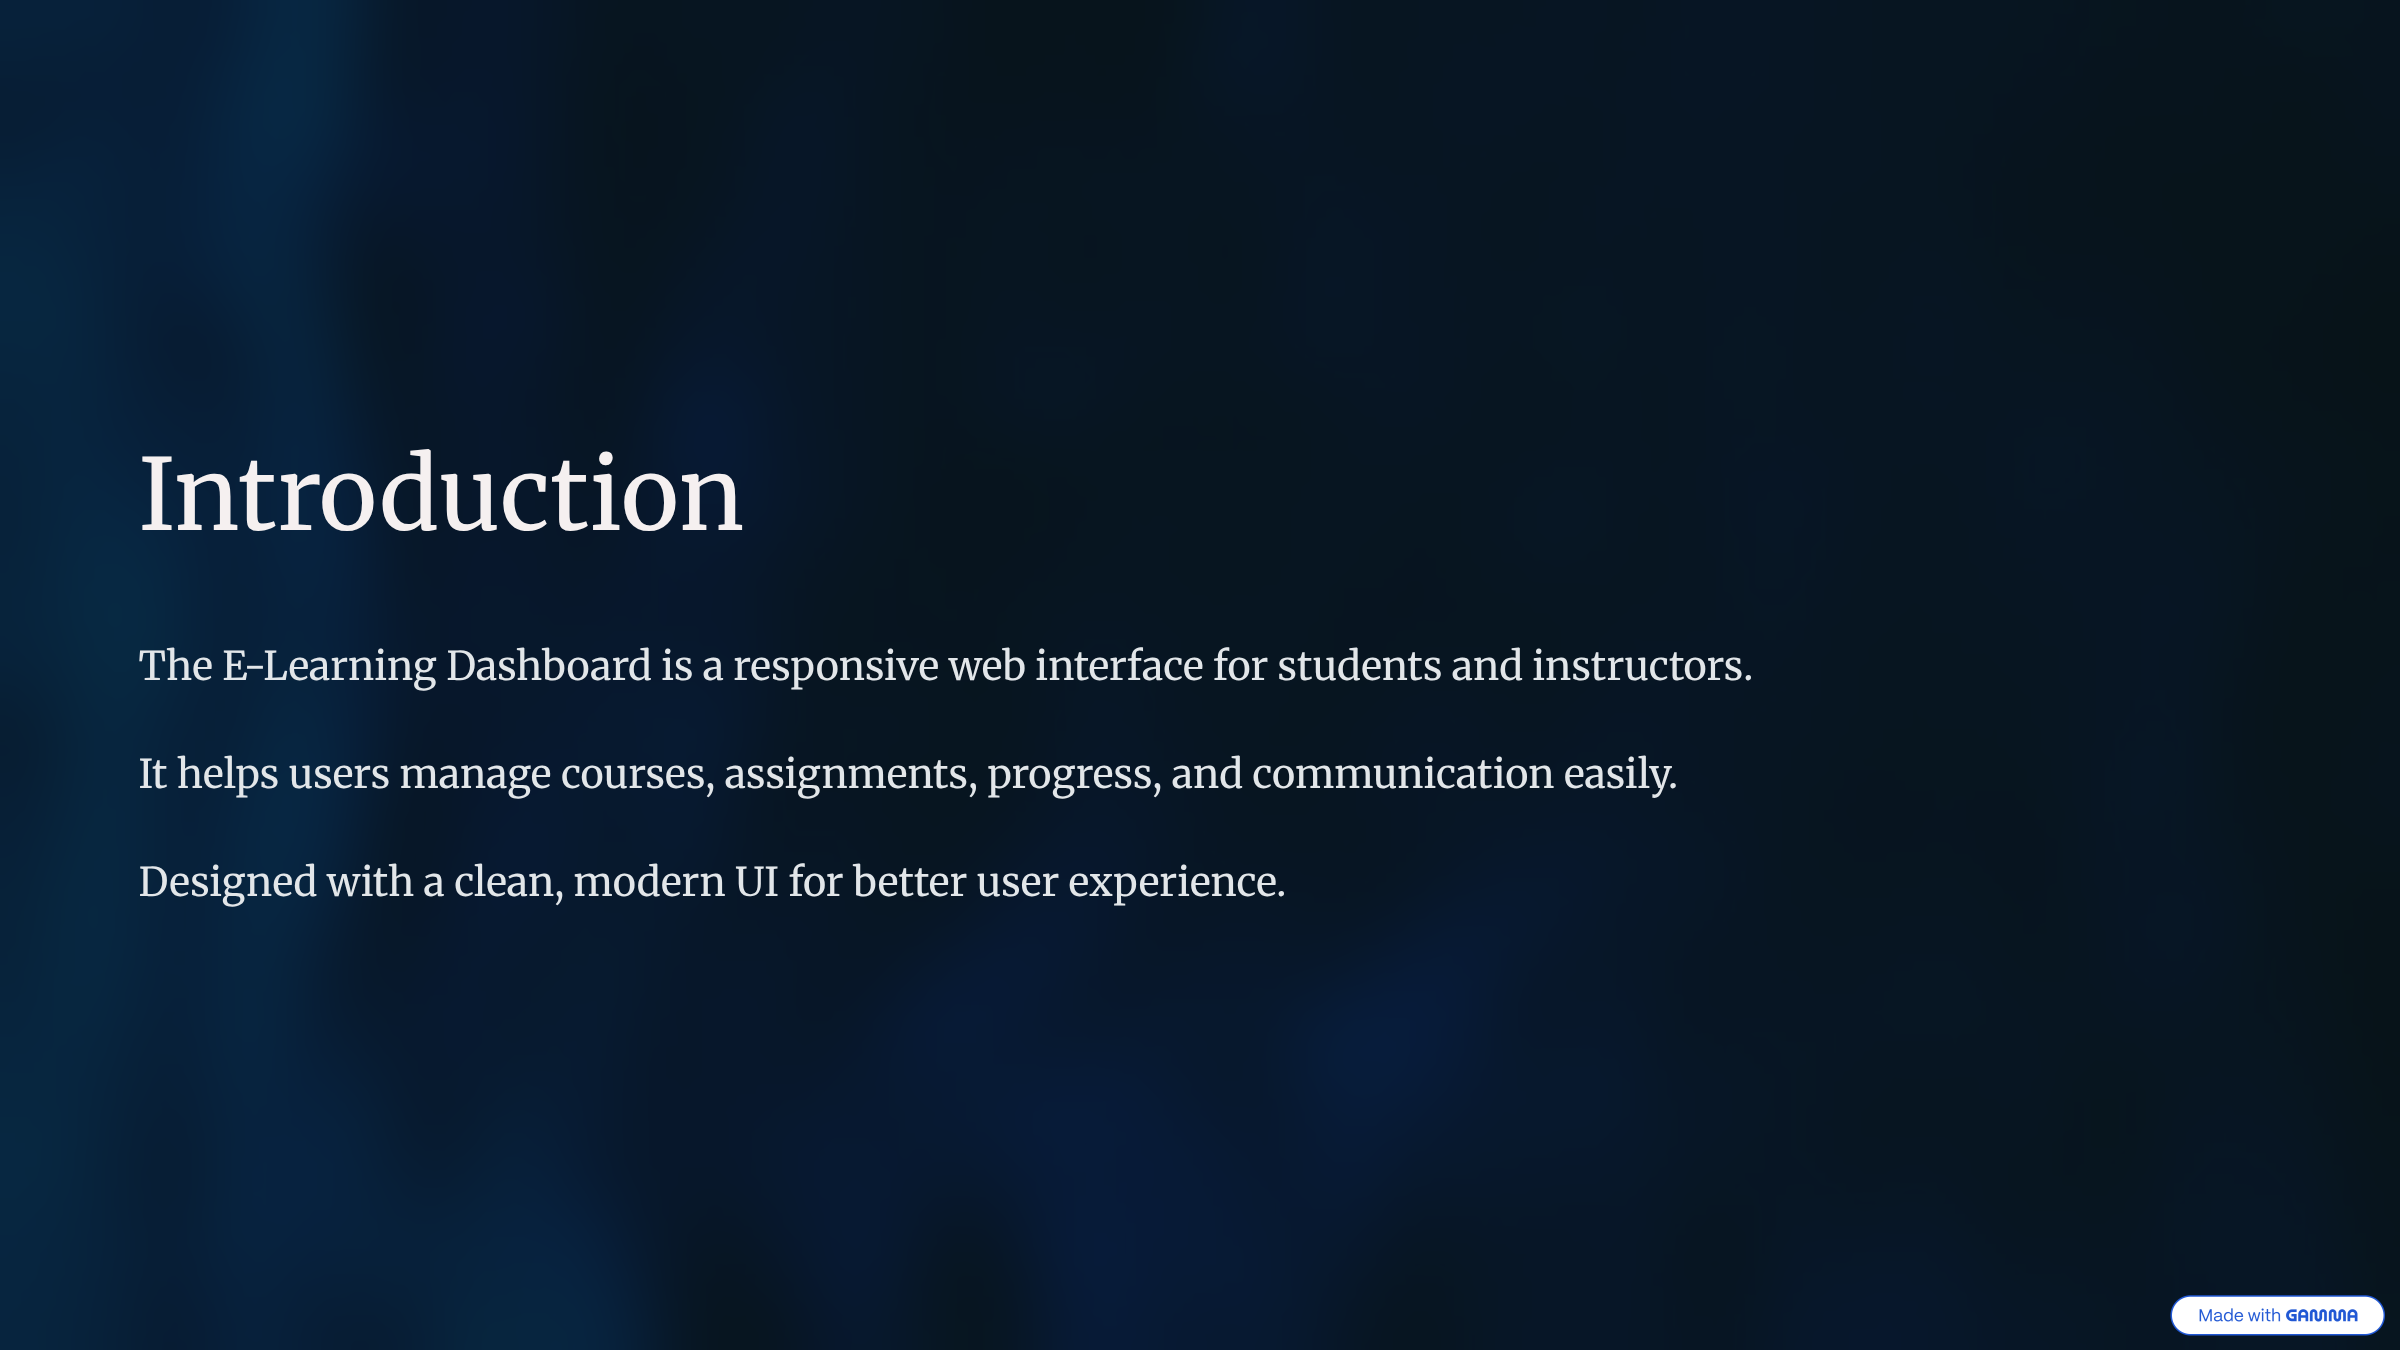 Introduction
The E-Learning Dashboard is a responsive web interface for students and instructors.
It helps users manage courses, assignments, progress, and communication easily.
Designed with a clean, modern UI for better user experience.
Made with GAMMA